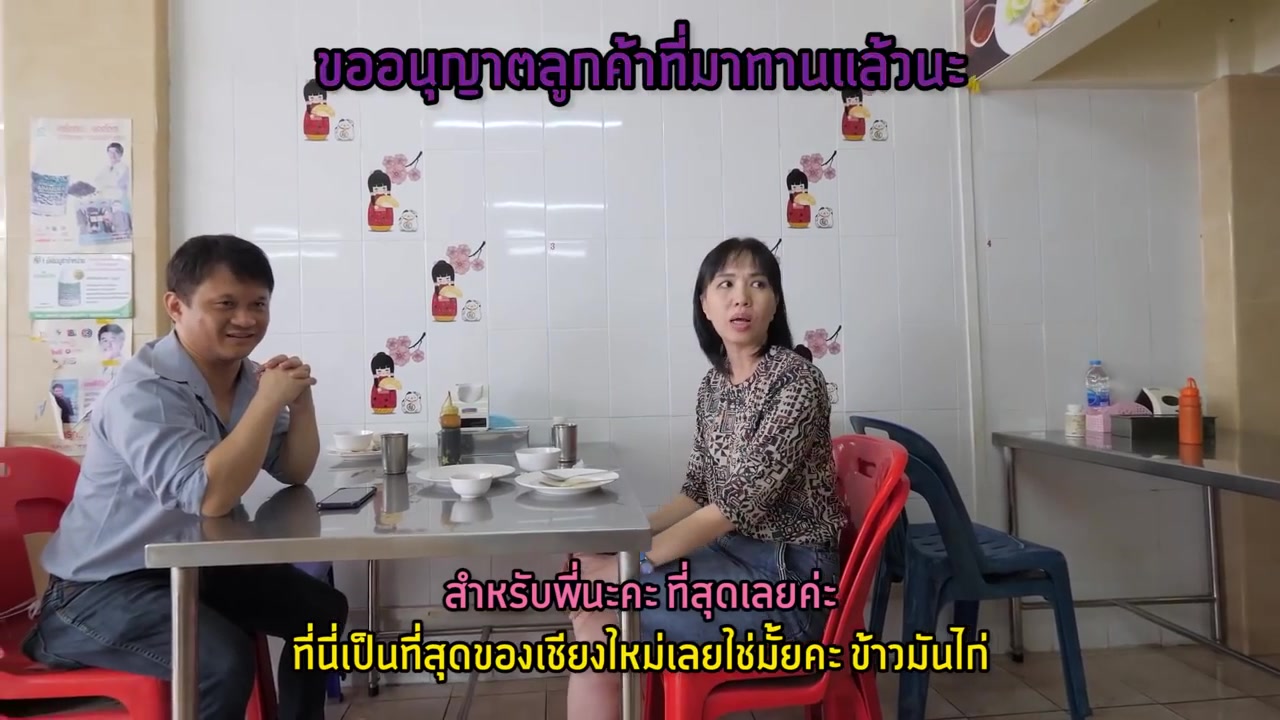 ขออนุญาตลูกค้าที่มาทานแล้วนะ
3
4
สำหรับพี่นะคะ ที่สุดเลยค่ะ
ที่นี่เป็นที่สุดของเชียงใหม่เลยใช่มั้ยคะ ข้าวมันไก่